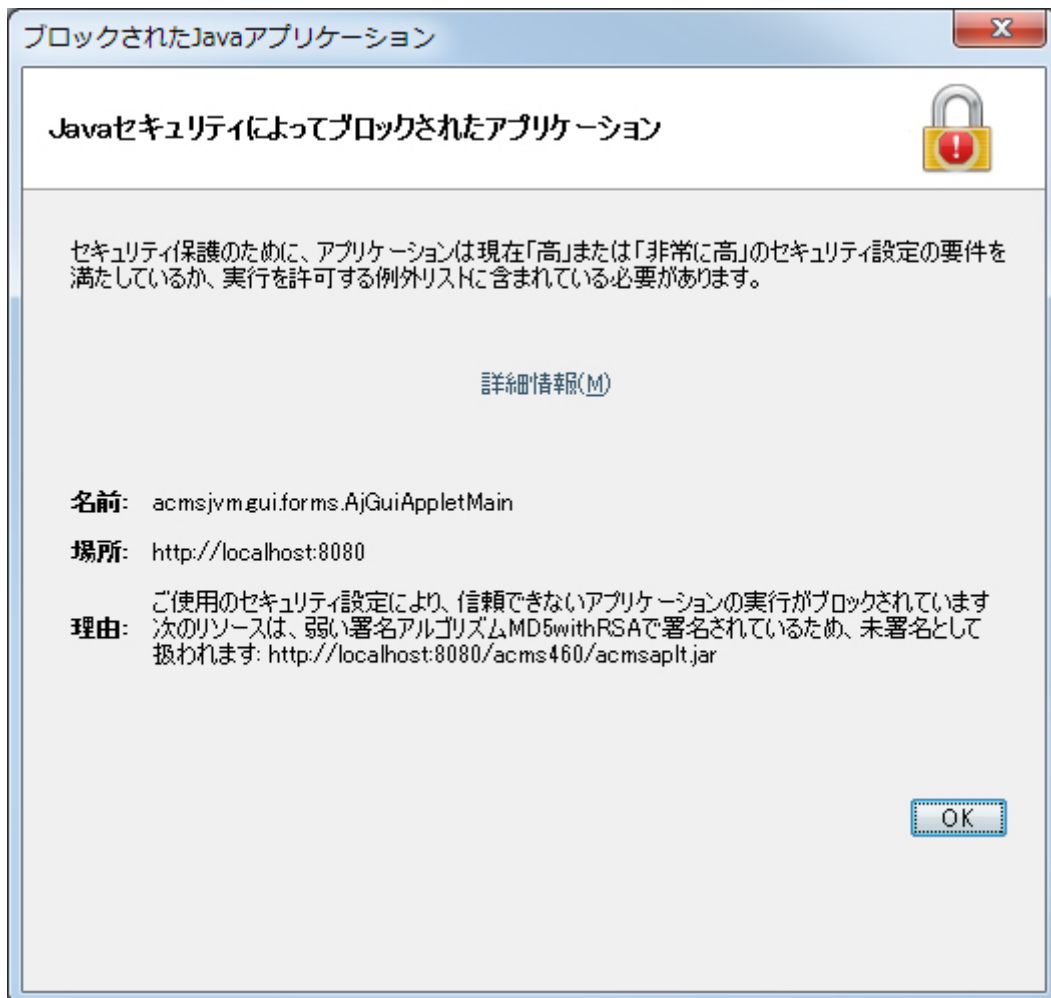 ブロックされたJavaアプリケーション
Javaセキュリティによってブロックされたアプリケーション
セキュリティ保護のために、アプリケーションは現在「高」または「非常に高」のセキュリティ設定の要件を
満たしているか、実行を許可する例外リストに含まれている必要があります。
詳細情報(M)
名前: acmsjvm.gui.forms.AjGuiAppletMain
場所: http://localhost:8080
ご使用のセキュリティ設定により、信頼できないアプリケーションの実行がブロックされています
理由: 次のリソースは、弱い署名アルゴリズムMD5withRSAで署名されているため、未署名として
扱われます: http://localhost:8080/acms460/acmsaplt.jar
OK